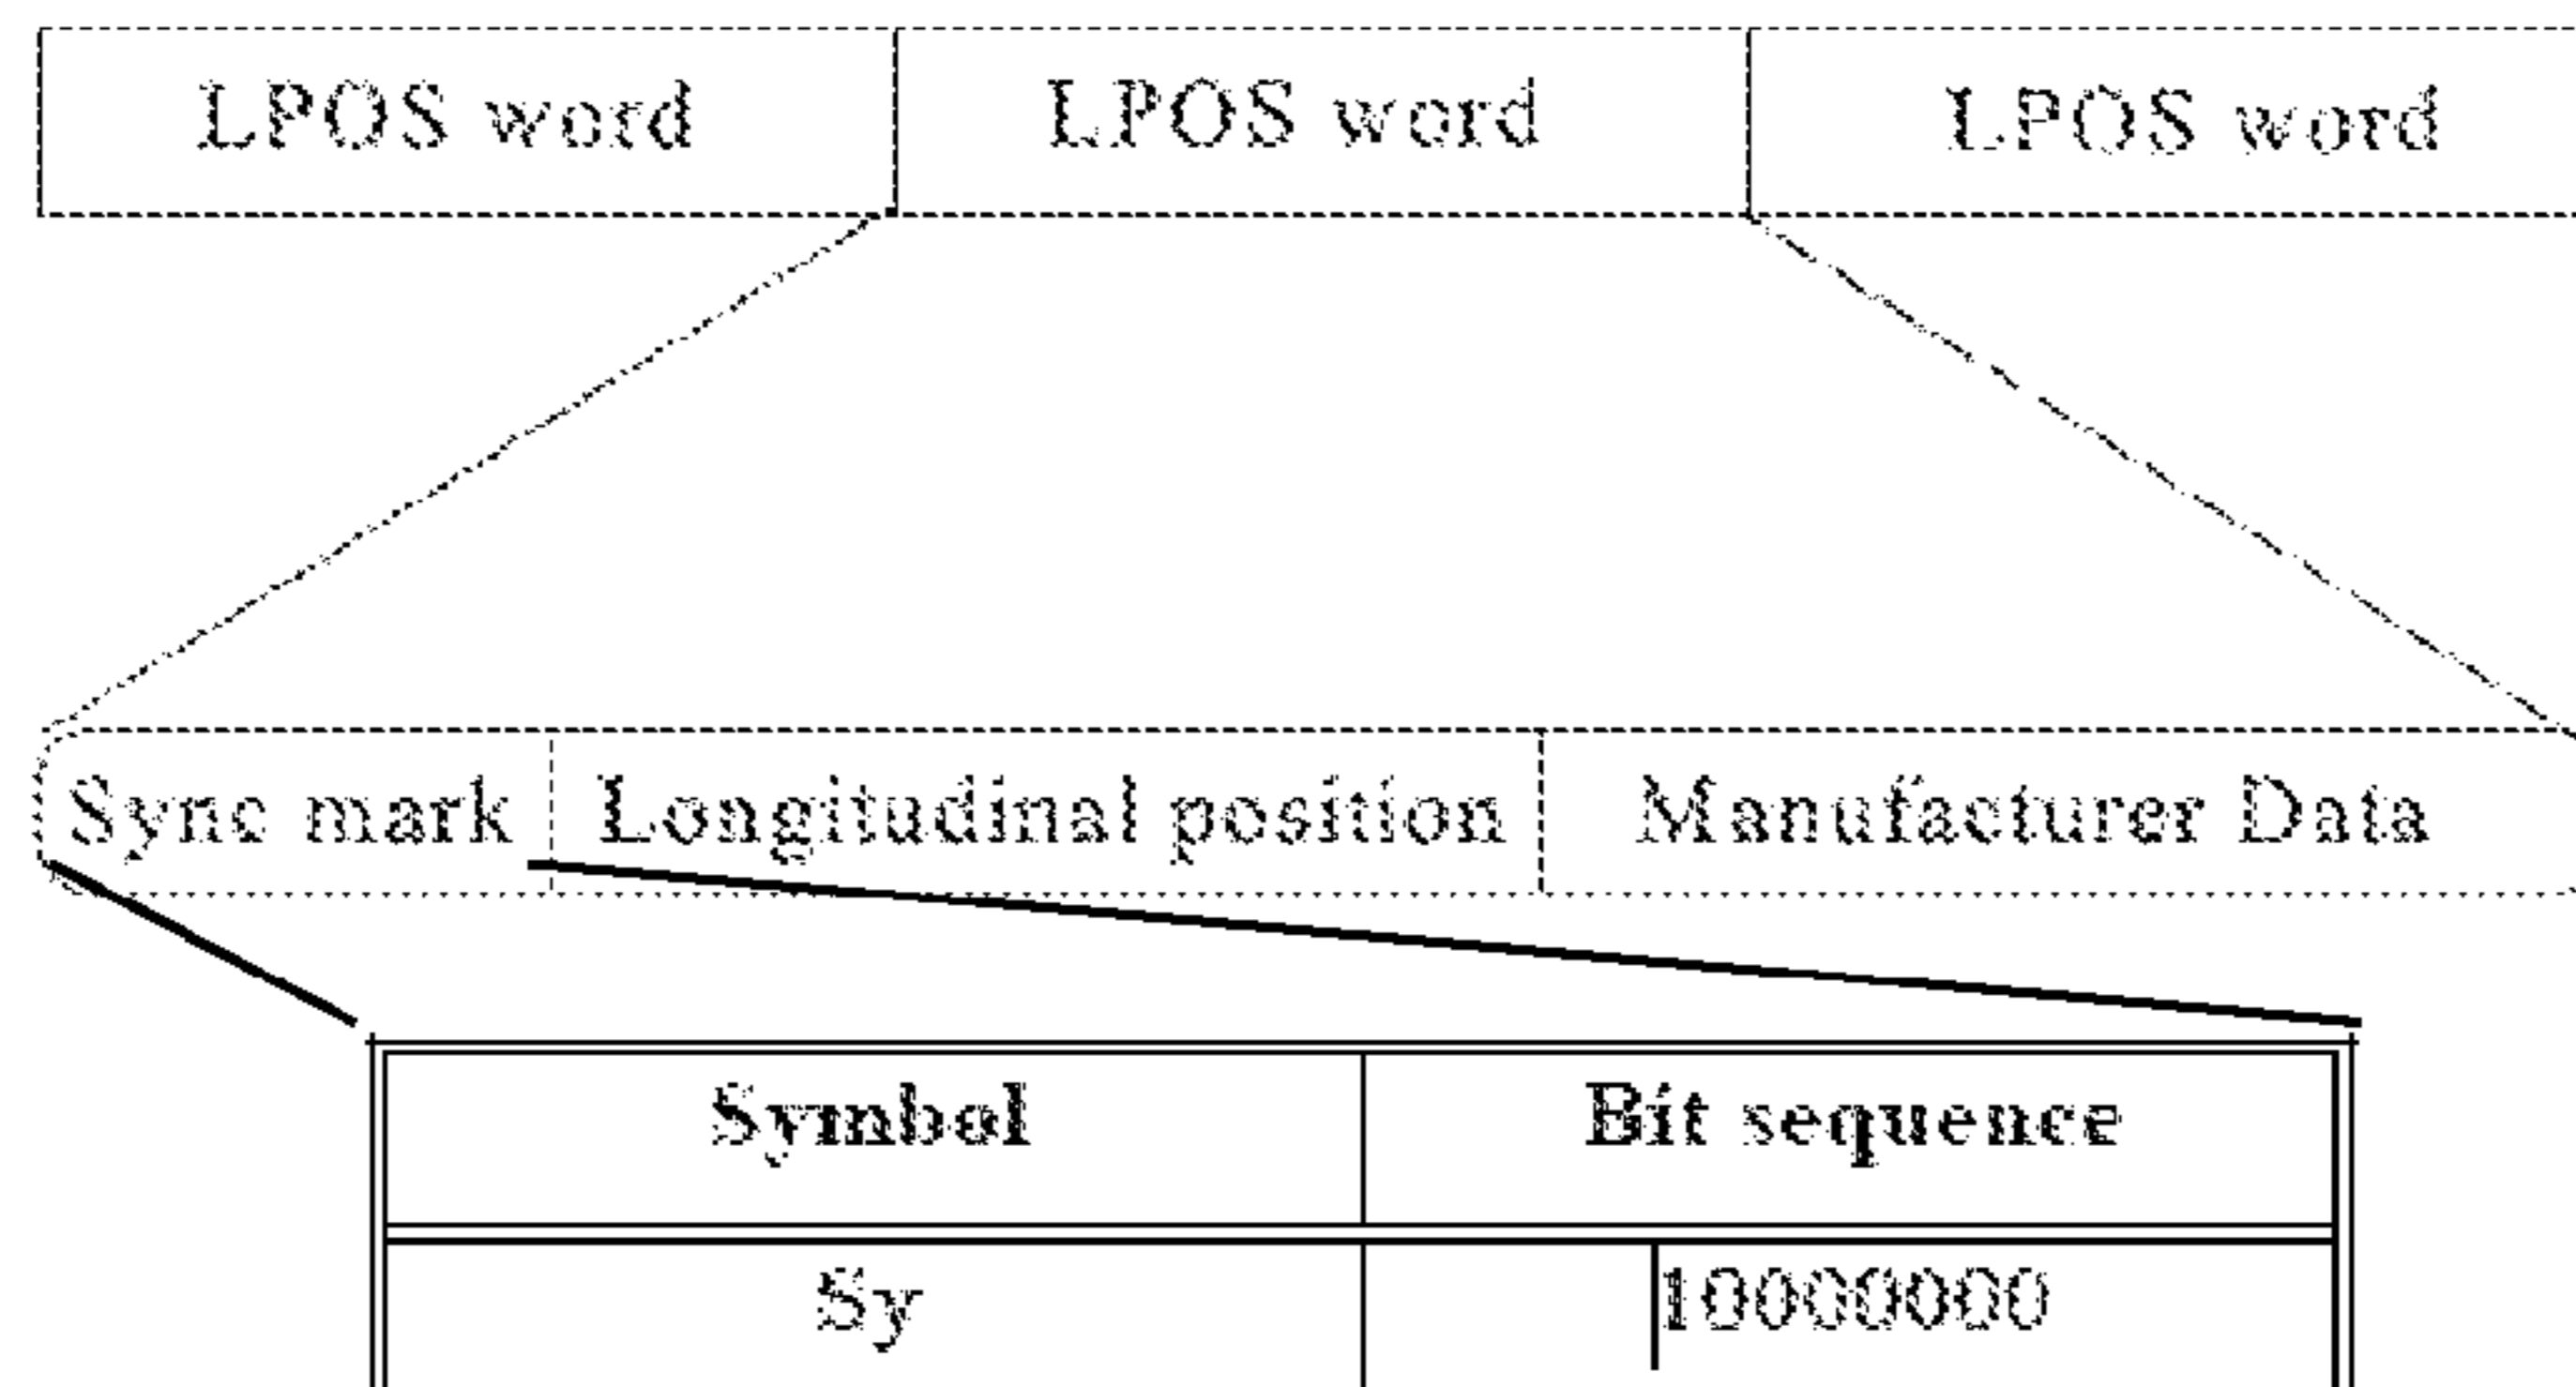 LPOS word LPOS word LPOS word
Sync mark Longitudinal position Manufacturer Data
Symbol Bit sequence
Sy 10000000